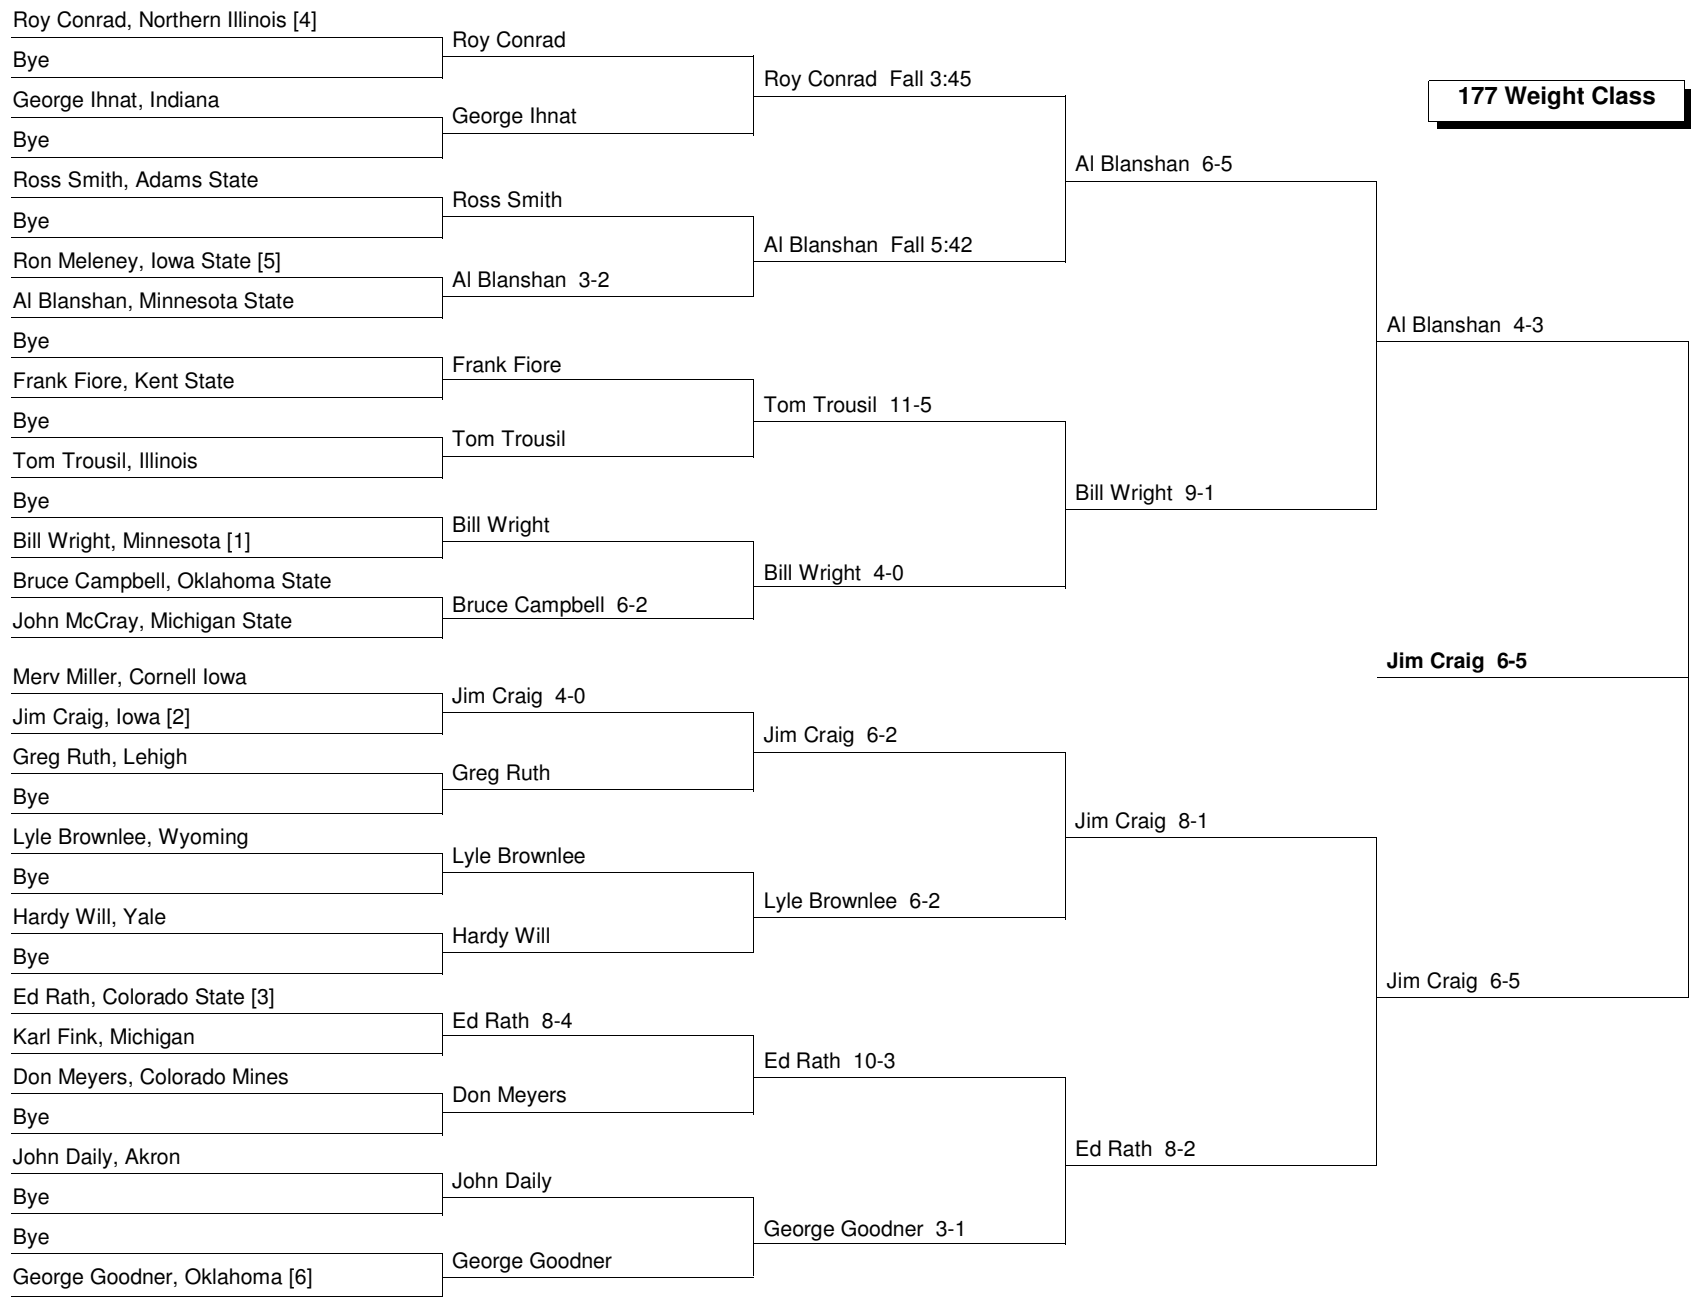 177 Weight Class
Roy Conrad, Northern Illinois [4]
Bye
George Ihnat, Indiana
Bye
Ross Smith, Adams State
Bye
Ron Meleney, Iowa State [5]
Al Blanshan, Minnesota State
Bye
Frank Fiore, Kent State
Bye
Tom Trousil, Illinois
Bye
Bill Wright, Minnesota [1]
Bruce Campbell, Oklahoma State
John McCray, Michigan State
Merv Miller, Cornell Iowa
Jim Craig, Iowa [2]
Greg Ruth, Lehigh
Bye
Lyle Brownlee, Wyoming
Bye
Hardy Will, Yale
Bye
Ed Rath, Colorado State [3]
Karl Fink, Michigan
Don Meyers, Colorado Mines
Bye
John Daily, Akron
Bye
Bye
George Goodner, Oklahoma [6]
Roy Conrad
George Ihnat
Ross Smith
Al Blanshan 3-2
Frank Fiore
Tom Trousil
Bill Wright
Bruce Campbell 6-2
Jim Craig 4-0
Greg Ruth
Lyle Brownlee
Hardy Will
Ed Rath 8-4
Don Meyers
John Daily
George Goodner
Roy Conrad Fall 3:45
Al Blanshan Fall 5:42
Tom Trousil 11-5
Bill Wright 4-0
Jim Craig 6-2
Lyle Brownlee 6-2
Ed Rath 10-3
George Goodner 3-1
Al Blanshan 6-5
Bill Wright 9-1
Jim Craig 8-1
Ed Rath 8-2
Al Blanshan 4-3
Jim Craig 6-5
Jim Craig 6-5